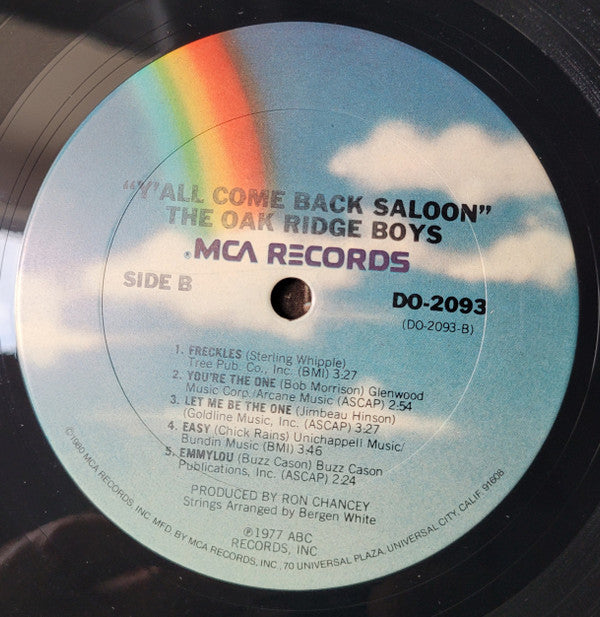 "Y'ALL COME BACK SALOON"
THE OAK RIDGE BOYS
®MCA RECORDS
SIDE B
DO-2093
(DO-2093-B)
1. FRECKLES (Sterling Whipple)
Tree Pub. Co., Inc. (BMI) 3:27
2. YOU'RE THE ONE (Bob Morrison) Glenwood
Music Corp./Arcane Music (ASCAP) 2:54
3. LET ME BE THE ONE (Jimbeau Hinson)
(Goldline Music, Inc. (ASCAP) 3:27
4. EASY (Chick Rains) Unichappell Music/
Bundin Music (BMI) 3:46
5. EMMYLOU (Buzz Cason) Buzz Cason
Publications, Inc. (ASCAP) 2:24
PRODUCED BY RON CHANCEY
Strings Arranged by Bergen White
℗1977 ABC
RECORDS, INC
©1980 MCA RECORDS, INC. MFD. BY MCA RECORDS, INC., 70 UNIVERSAL PLAZA, UNIVERSAL CITY, CALIF. 91608